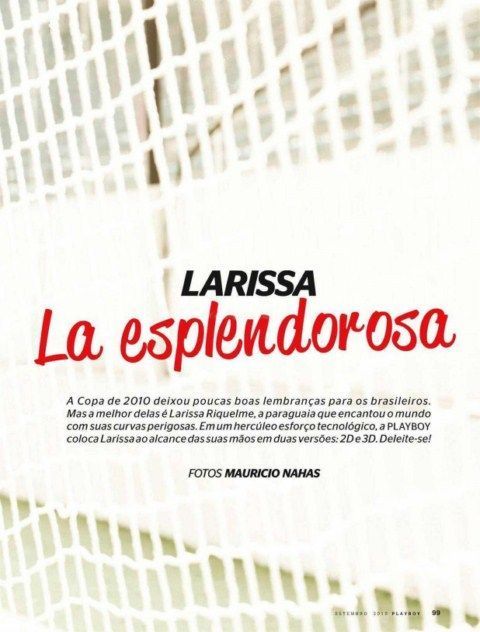 LARISSA
La esplendorosa
A Copa de 2010 deixou poucas boas lembranças para os brasileiros.
Mas a melhor delas é Larissa Riquelme, a paraguaia que encantou o mundo
com suas curvas perigosas. Em um hercúleo esforço tecnológico, a PLAYBOY
coloca Larissa ao alcance das suas mãos em duas versões: 2D e 3D. Deleite-se!
FOTOS MAURICIO NAHAS
SETEMBRO 2010 PLAYBOY 99